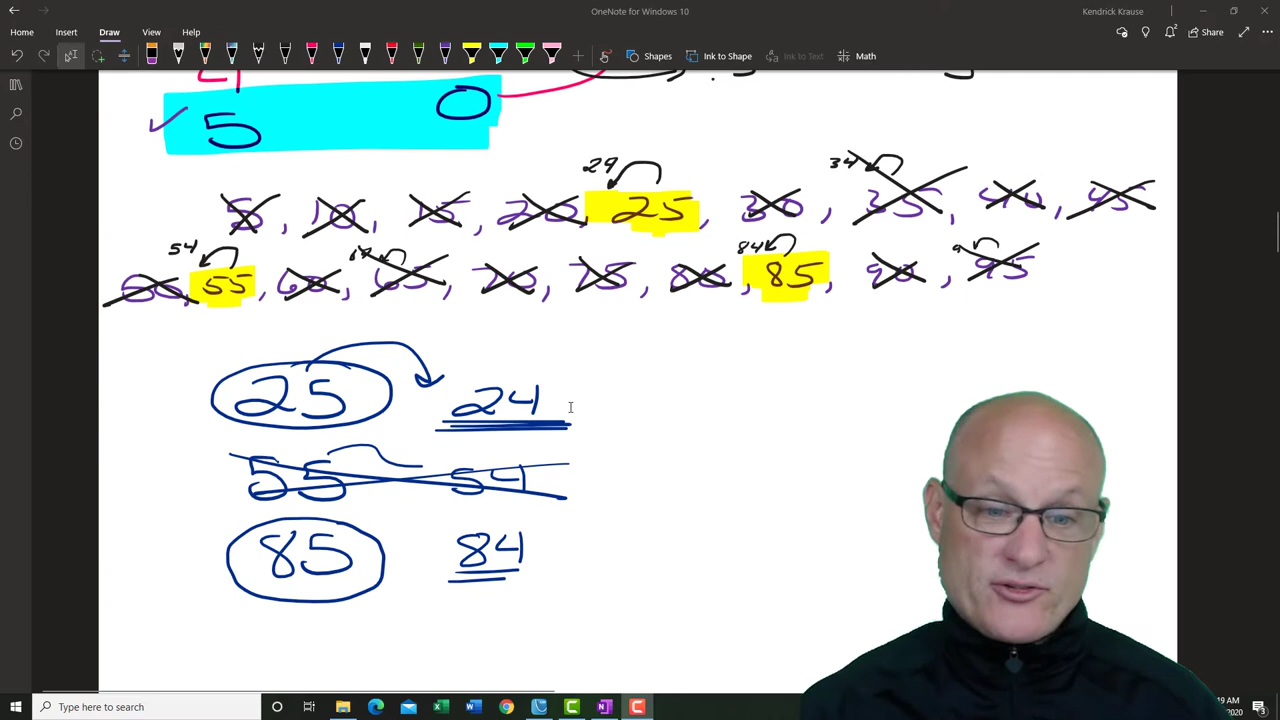 OneNote for Windows 10
Kendrick Krause
Home Insert Draw View Help
Shapes Ink to Shape Ink to Text Math Share
4
5 0
29 34
5, 10, 15, 20, 25, 30, 35, 40, 45
54 84 9
50, 55, 60, 65, 70, 75, 80, 85, 90, 95
25 24
55 54
85 84
Type here to search